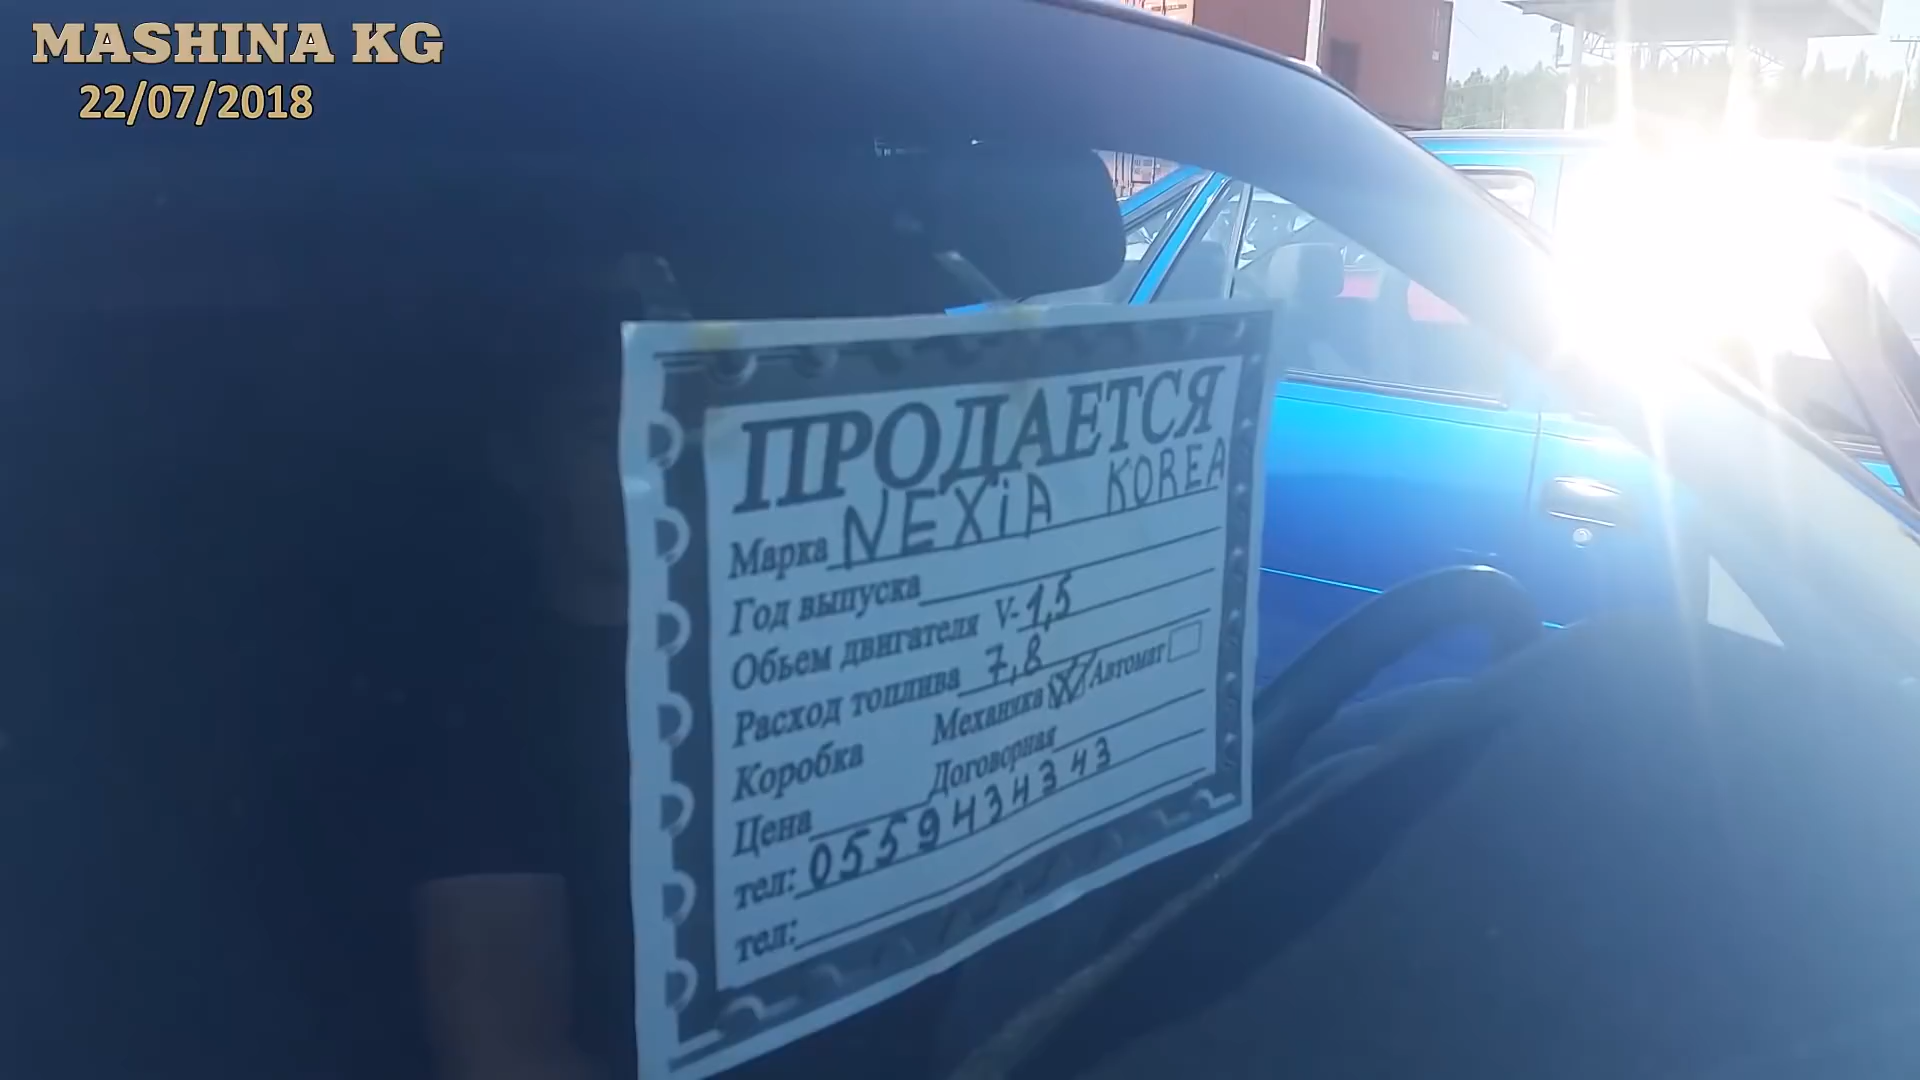 MASHINA KG
22/07/2018
ПРОДАЕТСЯ
Марка NEXiA KOREA
Год выпуска
Обьем двигателя V-1,5
Расход топлива 7,8
Коробка Механика Автомат
Цена Договорная
тел: 0559434343
тел: